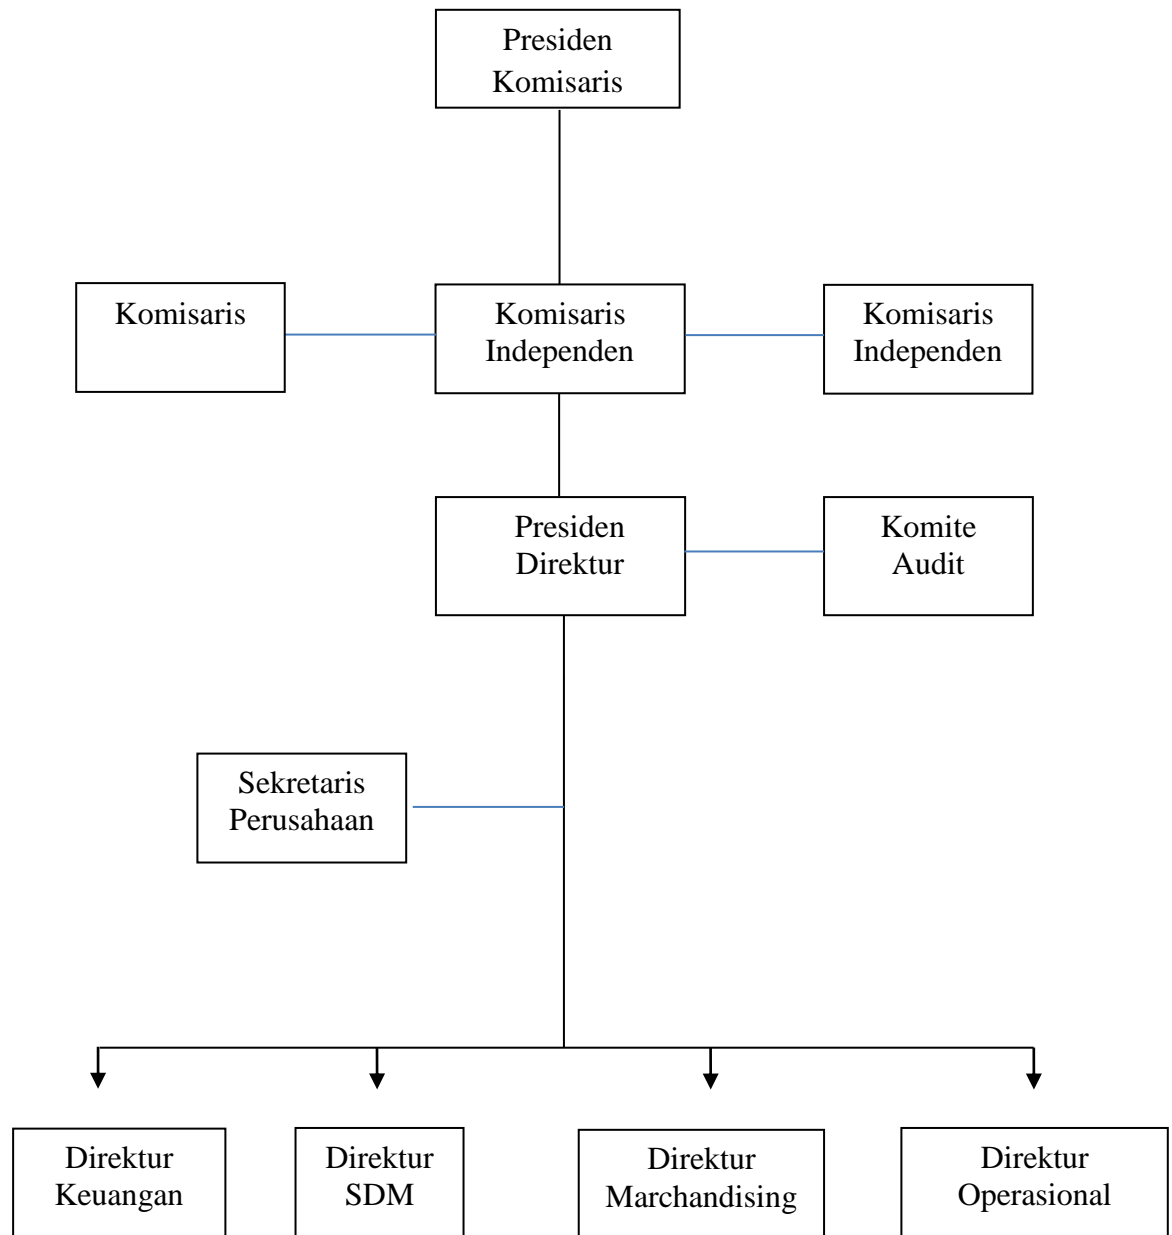 Presiden
Komisaris
Komisaris
Komisaris
Independen
Komisaris
Independen
Presiden
Direktur
Komite
Audit
Sekretaris
Perusahaan
Direktur
Keuangan
Direktur
SDM
Direktur
Marchandising
Direktur
Operasional